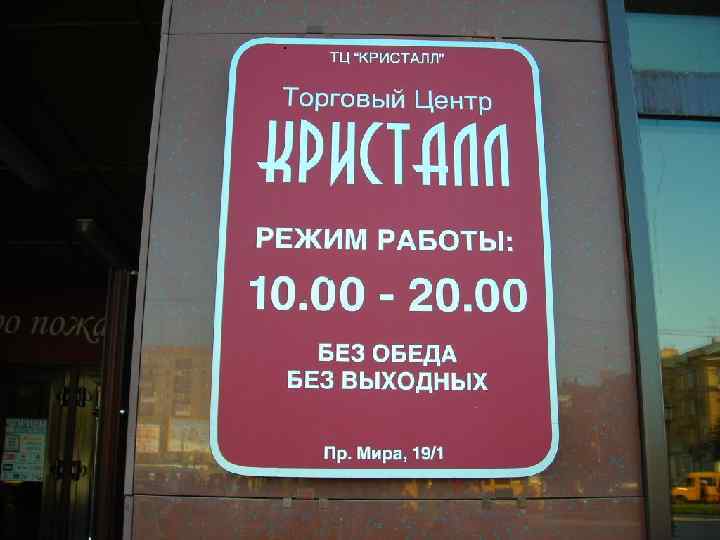 ТЦ "КРИСТАЛЛ"
Торговый Центр
КРИСТАЛЛ
РЕЖИМ РАБОТЫ:
10.00 - 20.00
БЕЗ ОБЕДА
БЕЗ ВЫХОДНЫХ
Пр. Мира, 19/1